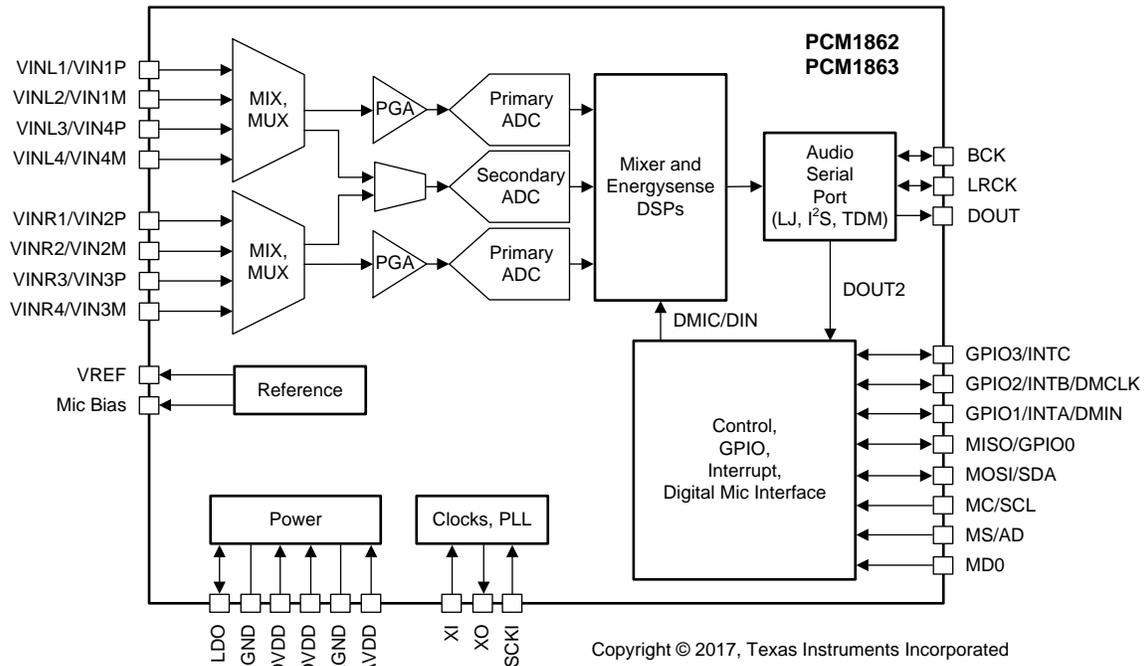 PCM1862
PCM1863
VINL1/VIN1P
VINL2/VIN1M
VINL3/VIN4P
VINL4/VIN4M
MIX,
MUX
PGA
Primary
ADC
Secondary
ADC
Mixer and
Energysense
DSPs
Audio
Serial
Port
(LJ, I²S, TDM)
BCK
LRCK
DOUT
VINR1/VIN2P
VINR2/VIN2M
VINR3/VIN3P
VINR4/VIN3M
MIX,
MUX
PGA
Primary
ADC
DOUT2
DMIC/DIN
VREF
Mic Bias
Reference
Control,
GPIO,
Interrupt,
Digital Mic Interface
GPIO3/INTC
GPIO2/INTB/DMCLK
GPIO1/INTA/DMIN
MISO/GPIO0
MOSI/SDA
MC/SCL
MS/AD
MD0
Power
Clocks, PLL
LDO
GND
GND
XI
XO
SCKI
Copyright © 2017, Texas Instruments Incorporated